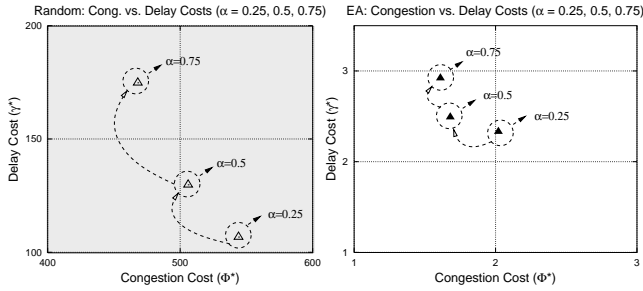 Random: Cong. vs. Delay Costs (α = 0.25, 0.5, 0.75)
200
150
100
Delay Cost (γ*)
α=0.75
α=0.5
α=0.25
400
500
600
Congestion Cost (Φ*)
EA: Congestion vs. Delay Costs (α = 0.25, 0.5, 0.75)
3
2
1
Delay Cost (γ*)
α=0.75
α=0.5
α=0.25
1
2
3
Congestion Cost (Φ*)